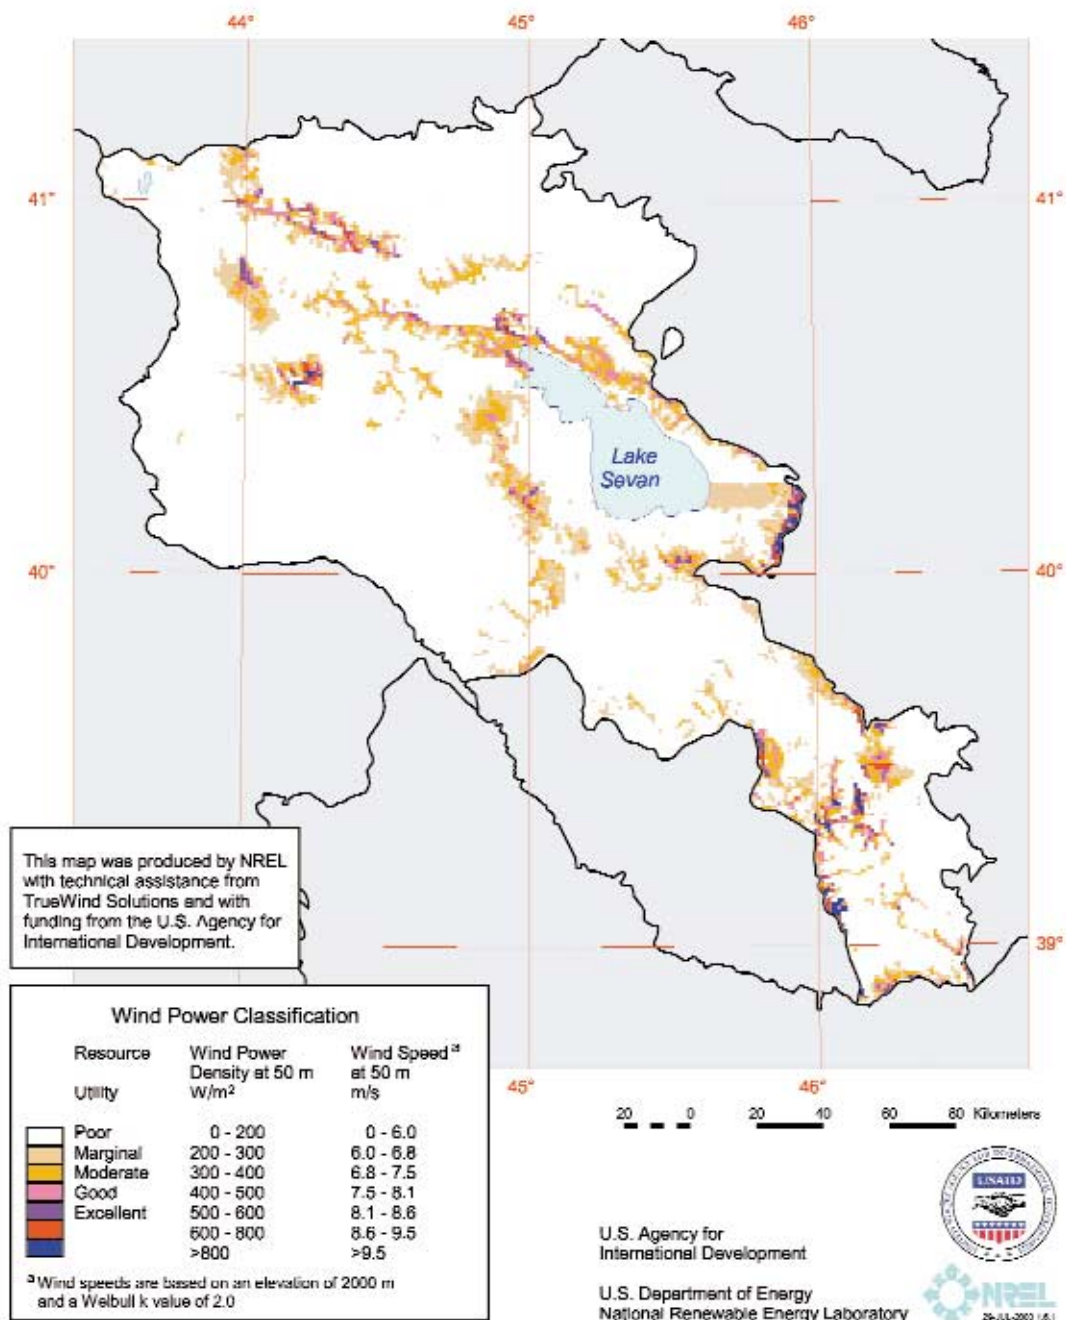 44° 45° 46°
41° 41°
Lake
Sevan
40° 40°
39°
This map was produced by NREL
with technical assistance from
TrueWind Solutions and with
funding from the U.S. Agency for
International Development.
45° 46°
Wind Power Classification
Resource Wind Power Wind Speed a
Density at 50 m at 50 m
Utility W/m² m/s
Poor 0 - 200 0 - 6.0
Marginal 200 - 300 6.0 - 6.8
Moderate 300 - 400 6.8 - 7.5
Good 400 - 500 7.5 - 8.1
Excellent 500 - 600 8.1 - 8.6
600 - 800 8.6 - 9.5
>800 >9.5
a Wind speeds are based on an elevation of 2000 m
and a Weibull k value of 2.0
20 0 20 40 60 80 Kilometers
USAID
U.S. Agency for
International Development
U.S. Department of Energy
National Renewable Energy Laboratory
NREL